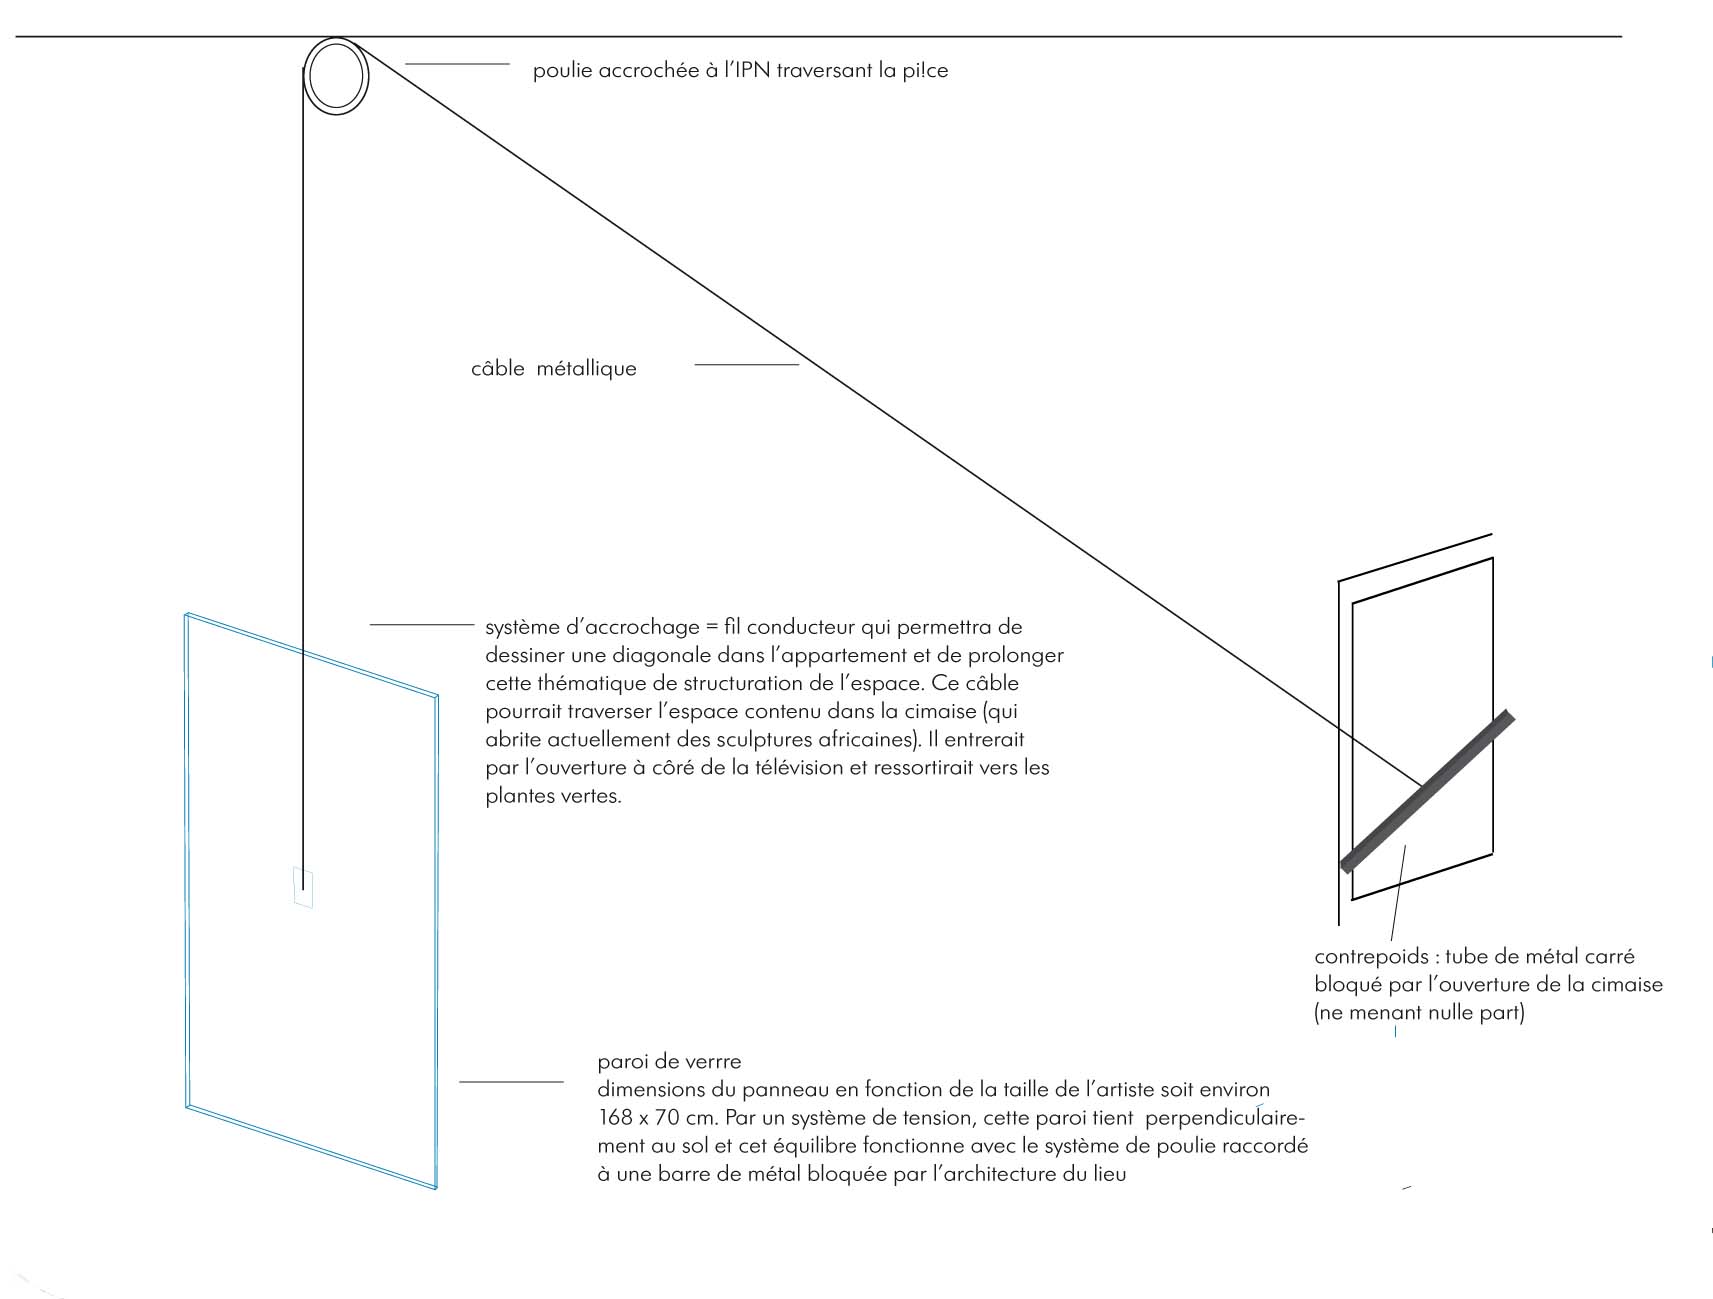 poulie accrochée à l'IPN traversant la pi!ce
câble  métallique
système d'accrochage = fil conducteur qui permettra de
dessiner une diagonale dans l'appartement et de prolonger
cette thématique de structuration de l'espace. Ce câble
pourrait traverser l'espace contenu dans la cimaise (qui
abrite actuellement des sculptures africaines). Il entrerait
par l'ouverture à côré de la télévision et ressortirait vers les
plantes vertes.
contrepoids : tube de métal carré
bloqué par l'ouverture de la cimaise
(ne menant nulle part)
paroi de verrre
dimensions du panneau en fonction de la taille de l'artiste soit environ
168 x 70 cm. Par un système de tension, cette paroi tient  perpendiculaire-
ment au sol et cet équilibre fonctionne avec le système de poulie raccordé
à une barre de métal bloquée par l'architecture du lieu